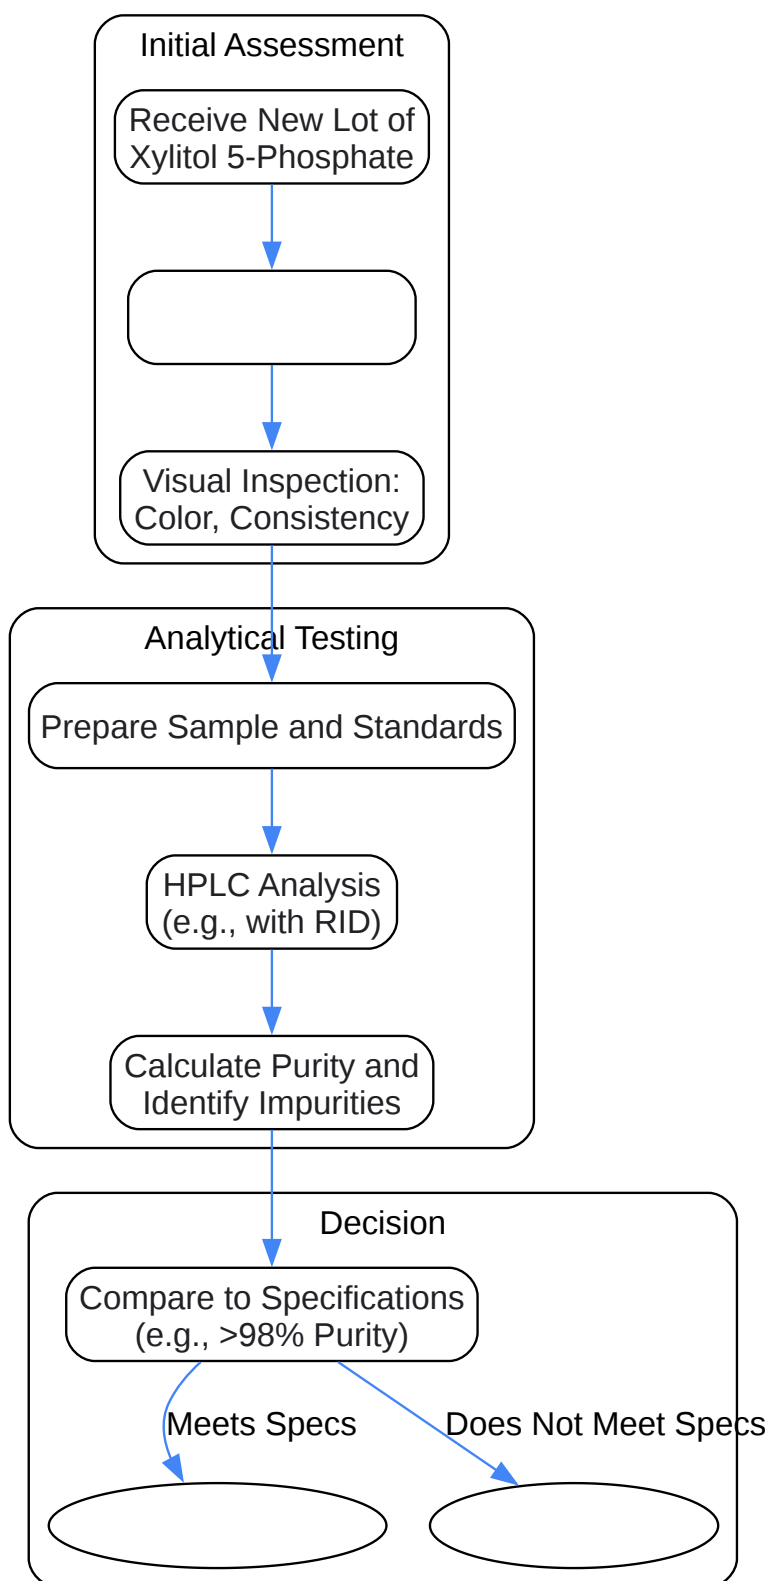 Initial Assessment
Receive New Lot of
Xylitol 5-Phosphate
Visual Inspection:
Color, Consistency
Analytical Testing
Prepare Sample and Standards
HPLC Analysis
(e.g., with RID)
Calculate Purity and
Identify Impurities
Decision
Compare to Specifications
(e.g., >98% Purity)
Meets Specs
Does Not Meet Specs